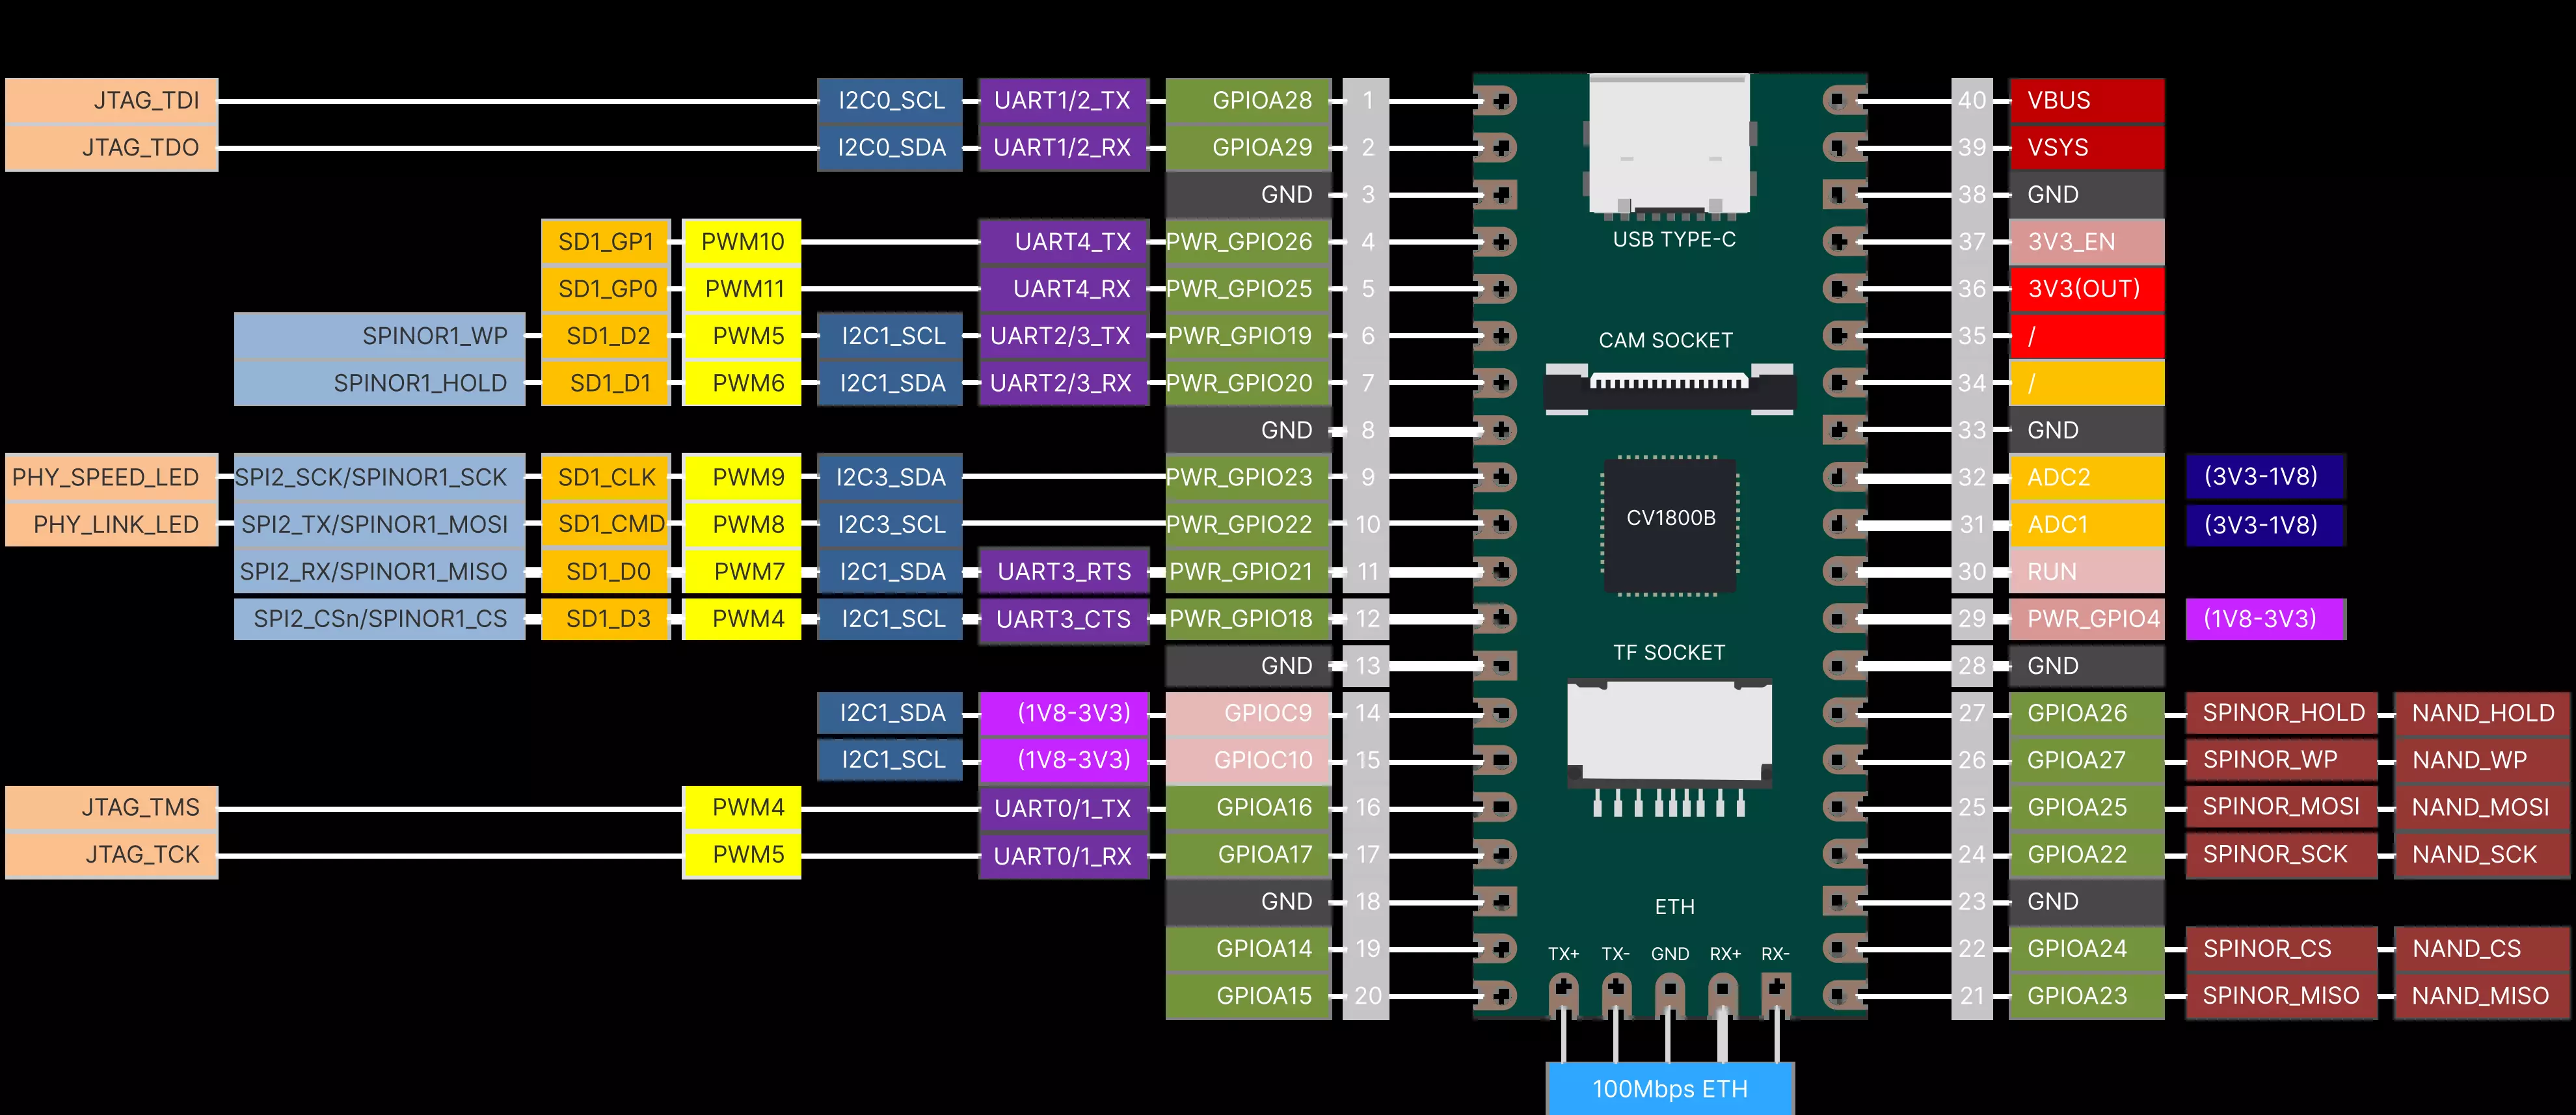 JTAG_TDI I2C0_SCL UART1/2_TX GPIOA28 1 40 VBUS
JTAG_TDO I2C0_SDA UART1/2_RX GPIOA29 2 39 VSYS
GND 3 38 GND
SD1_GP1 PWM10 UART4_TX PWR_GPIO26 4 USB TYPE-C 37 3V3_EN
SD1_GP0 PWM11 UART4_RX PWR_GPIO25 5 36 3V3(OUT)
SPINOR1_WP SD1_D2 PWM5 I2C1_SCL UART2/3_TX PWR_GPIO19 6 CAM SOCKET 35 /
SPINOR1_HOLD SD1_D1 PWM6 I2C1_SDA UART2/3_RX PWR_GPIO20 7 34 /
GND 8 33 GND
PHY_SPEED_LED SPI2_SCK/SPINOR1_SCK SD1_CLK PWM9 I2C3_SDA PWR_GPIO23 9 32 ADC2 (3V3-1V8)
PHY_LINK_LED SPI2_TX/SPINOR1_MOSI SD1_CMD PWM8 I2C3_SCL PWR_GPIO22 10 CV1800B 31 ADC1 (3V3-1V8)
SPI2_RX/SPINOR1_MISO SD1_D0 PWM7 I2C1_SDA UART3_RTS PWR_GPIO21 11 30 RUN
SPI2_CSn/SPINOR1_CS SD1_D3 PWM4 I2C1_SCL UART3_CTS PWR_GPIO18 12 29 PWR_GPIO4 (1V8-3V3)
GND 13 TF SOCKET 28 GND
I2C1_SDA (1V8-3V3) GPIOC9 14 27 GPIOA26 SPINOR_HOLD NAND_HOLD
I2C1_SCL (1V8-3V3) GPIOC10 15 26 GPIOA27 SPINOR_WP NAND_WP
JTAG_TMS PWM4 UART0/1_TX GPIOA16 16 25 GPIOA25 SPINOR_MOSI NAND_MOSI
JTAG_TCK PWM5 UART0/1_RX GPIOA17 17 24 GPIOA22 SPINOR_SCK NAND_SCK
GND 18 ETH 23 GND
GPIOA14 19 TX+ TX- GND RX+ RX- 22 GPIOA24 SPINOR_CS NAND_CS
GPIOA15 20 21 GPIOA23 SPINOR_MISO NAND_MISO
100Mbps ETH